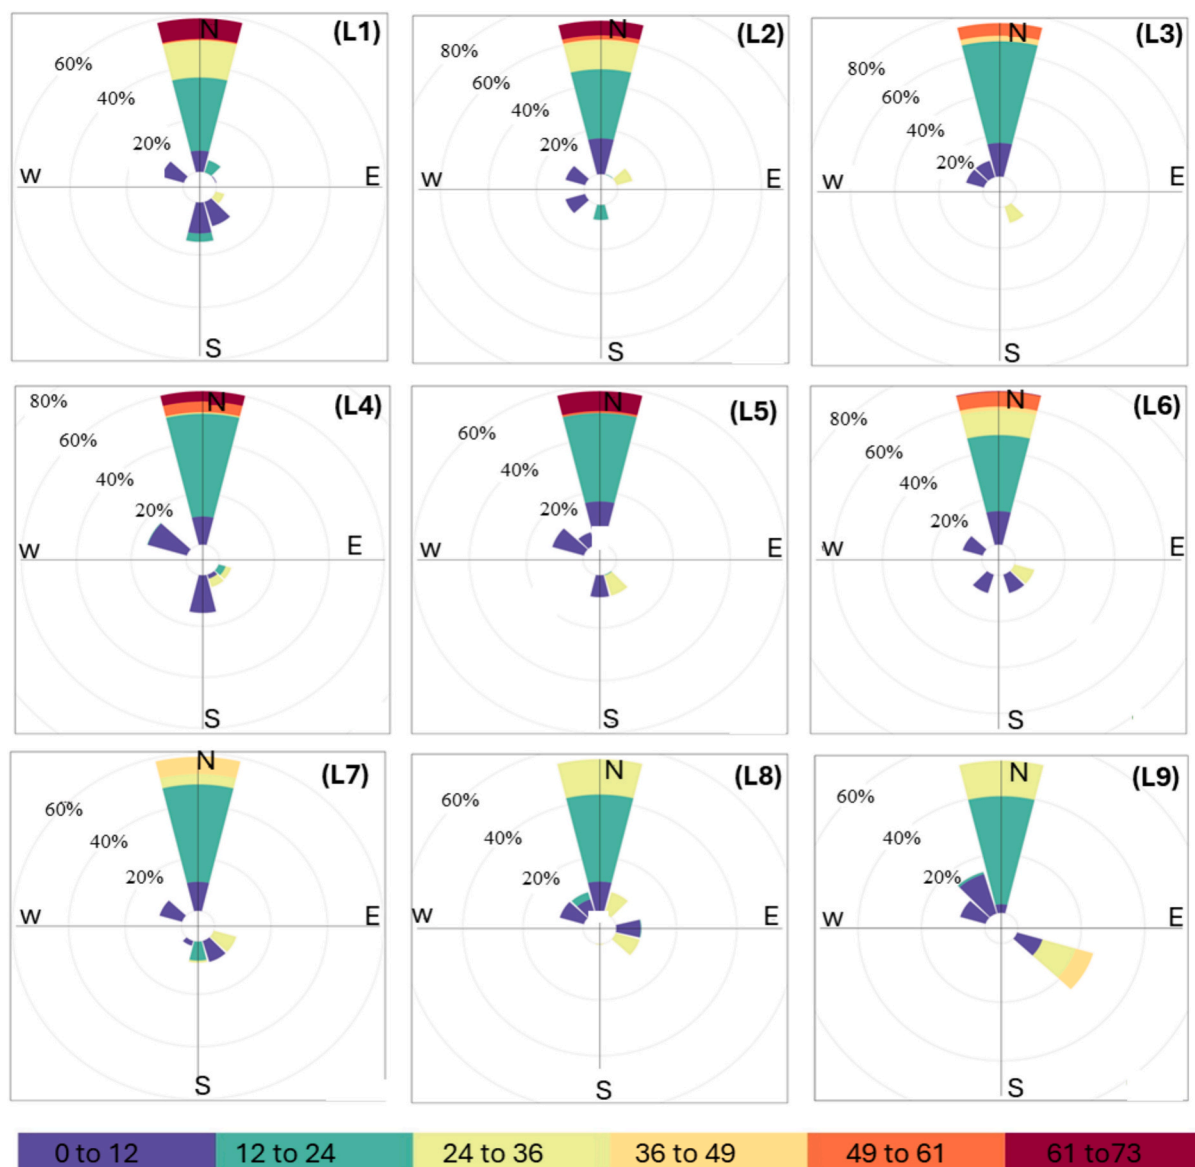 N (L1)
60%
40%
20%
W E
S
N (L2)
80%
60%
40%
20%
W E
S
N (L3)
80%
60%
40%
20%
W E
S
80% N (L4)
60%
40%
20%
W E
S
N (L5)
60%
40%
20%
W E
S
N (L6)
80%
60%
40%
20%
W E
S
N (L7)
60%
40%
20%
W E
S
N (L8)
60%
40%
20%
W E
S
N (L9)
60%
40%
20%
W E
S
0 to 12 12 to 24 24 to 36 36 to 49 49 to 61 61 to73